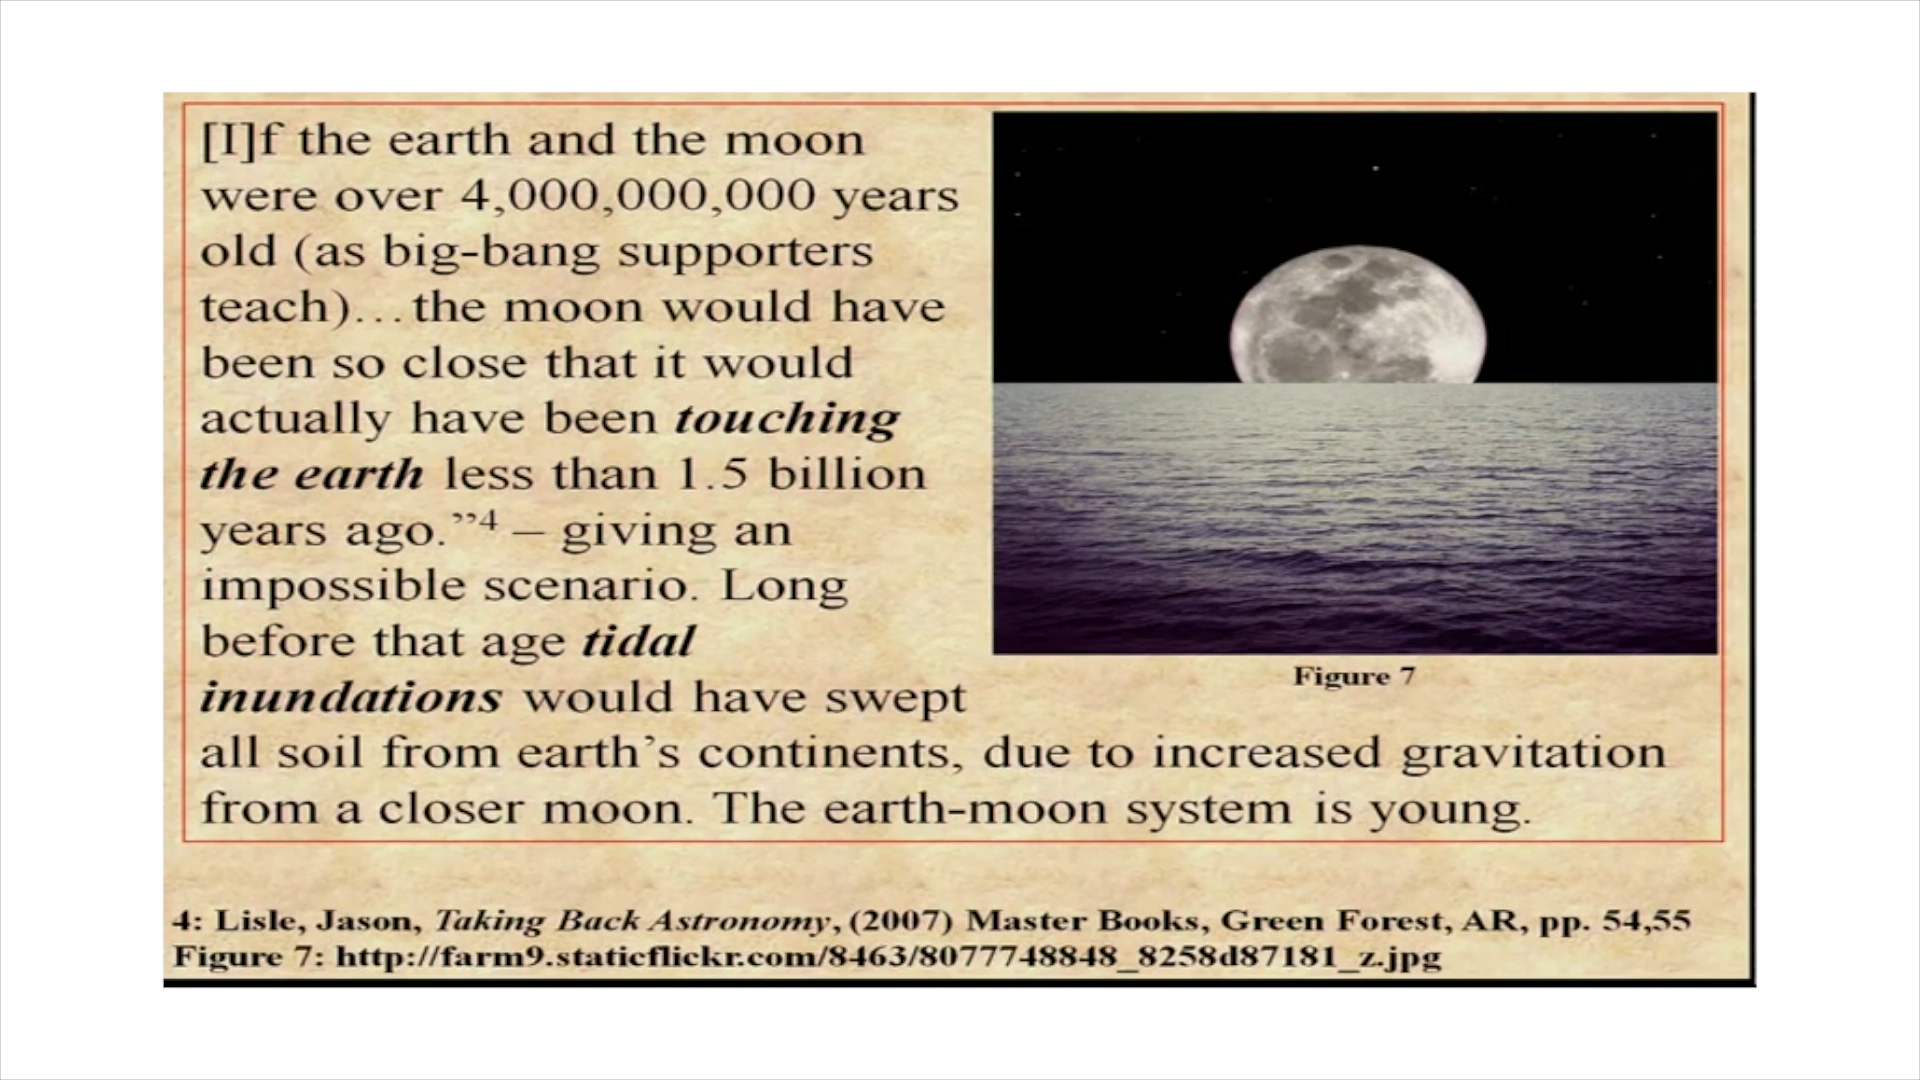 [I]f the earth and the moon
were over 4,000,000,000 years
old (as big-bang supporters
teach)…the moon would have
been so close that it would
actually have been touching
the earth less than 1.5 billion
years ago.”4 – giving an
impossible scenario. Long
before that age tidal
inundations would have swept
all soil from earth’s continents, due to increased gravitation
from a closer moon. The earth-moon system is young.
Figure 7
4: Lisle, Jason, Taking Back Astronomy, (2007) Master Books, Green Forest, AR, pp. 54,55
Figure 7: http://farm9.staticflickr.com/8463/8077748848_8258d87181_z.jpg